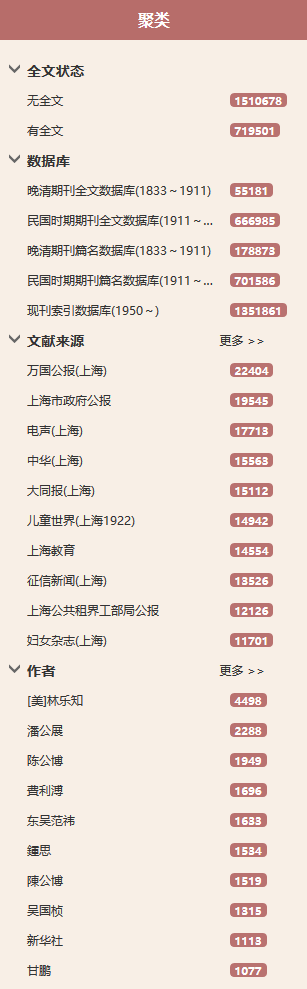 聚类
全文状态
无全文 1510678
有全文 719501
数据库
晚清期刊全文数据库(1833～1911) 55181
民国时期期刊全文数据库(1911～... 666985
晚清期刊篇名数据库(1833～1911) 178873
民国时期期刊篇名数据库(1911～... 701586
现刊索引数据库(1950～) 1351861
文献来源 更多 >>
万国公报(上海) 22404
上海市政府公报 19545
电声(上海) 17713
中华(上海) 15563
大同报(上海) 15112
儿童世界(上海1922) 14942
上海教育 14554
征信新闻(上海) 13526
上海公共租界工部局公报 12126
妇女杂志(上海) 11701
作者 更多 >>
[美]林乐知 4498
潘公展 2288
陈公博 1949
費利溥 1696
东吴范祎 1633
鍾思 1534
陳公博 1519
吴国桢 1315
新华社 1113
甘鹏 1077